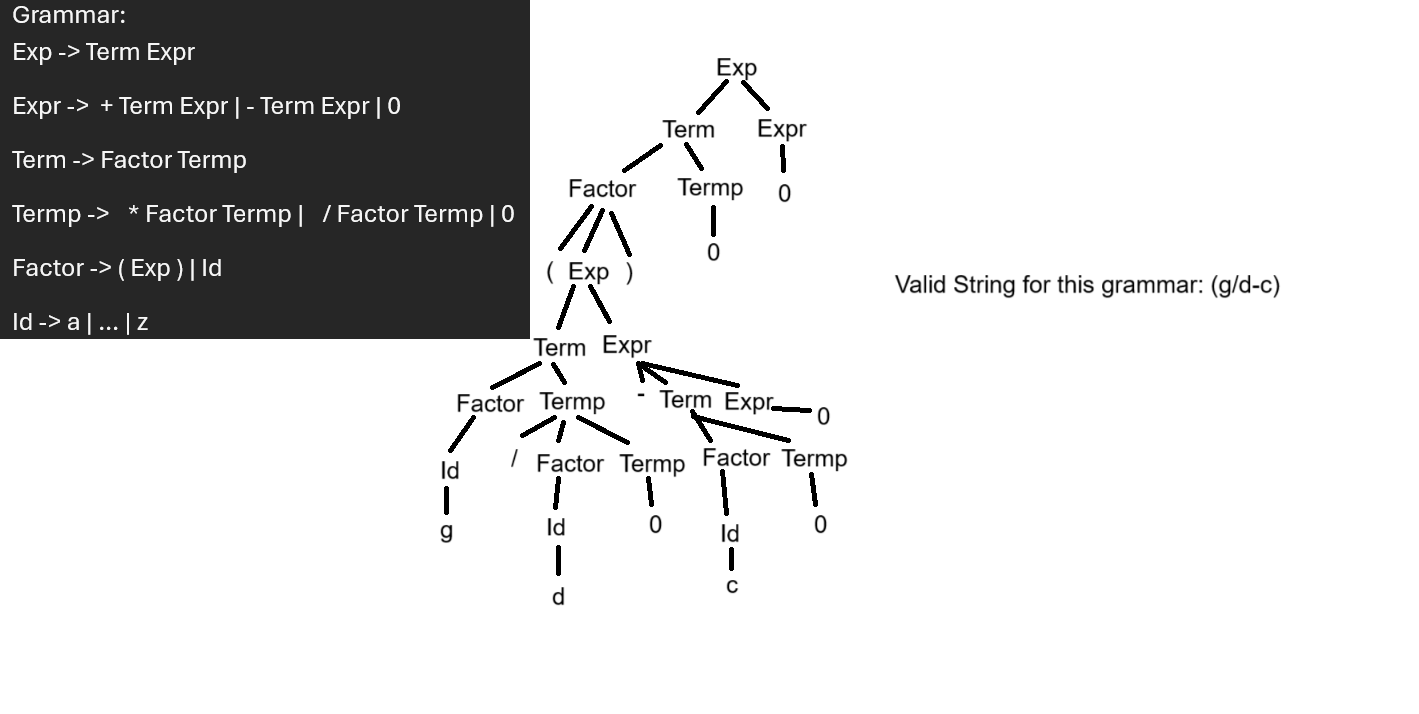 Grammar:
Exp -> Term Expr
Expr -> + Term Expr | - Term Expr | 0
Term -> Factor Termp
Termp -> * Factor Termp | / Factor Termp | 0
Factor -> ( Exp ) | Id
Id -> a | ... | z
Exp
Term Expr
Factor Termp 0
0
( Exp )
Valid String for this grammar: (g/d-c)
Term Expr
Factor Termp - Term Expr 0
Id / Factor Termp Factor Termp
g Id 0 Id 0
d c